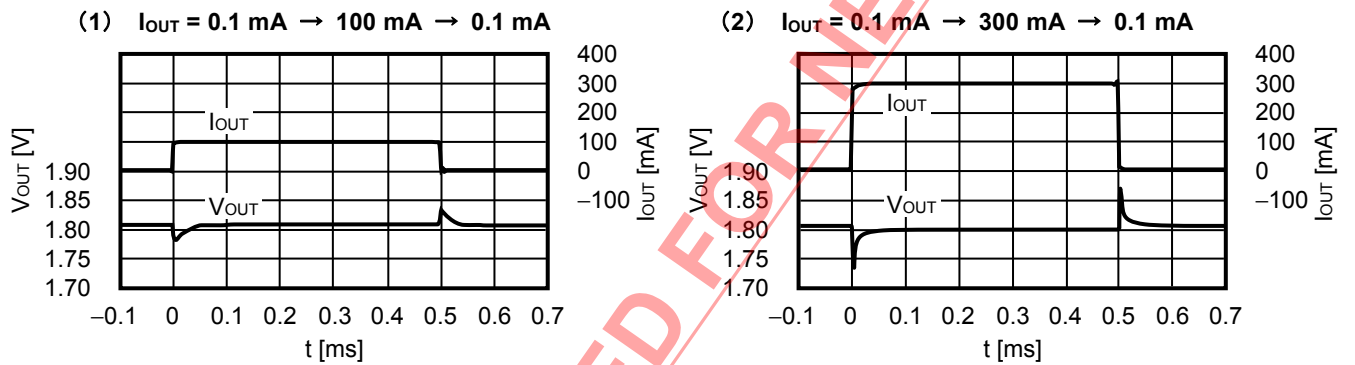 (1) IOUT = 0.1 mA → 100 mA → 0.1 mA
VOUT [V]
1.90
1.85
1.80
1.75
1.70
IOUT
VOUT
400
300
200
100
0
−100
IOUT [mA]
−0.1 0 0.1 0.2 0.3 0.4 0.5 0.6 0.7
t [ms]
(2) IOUT = 0.1 mA → 300 mA → 0.1 mA
VOUT [V]
1.90
1.85
1.80
1.75
1.70
IOUT
VOUT
400
300
200
100
0
−100
IOUT [mA]
−0.1 0 0.1 0.2 0.3 0.4 0.5 0.6 0.7
t [ms]
ED FOR NE